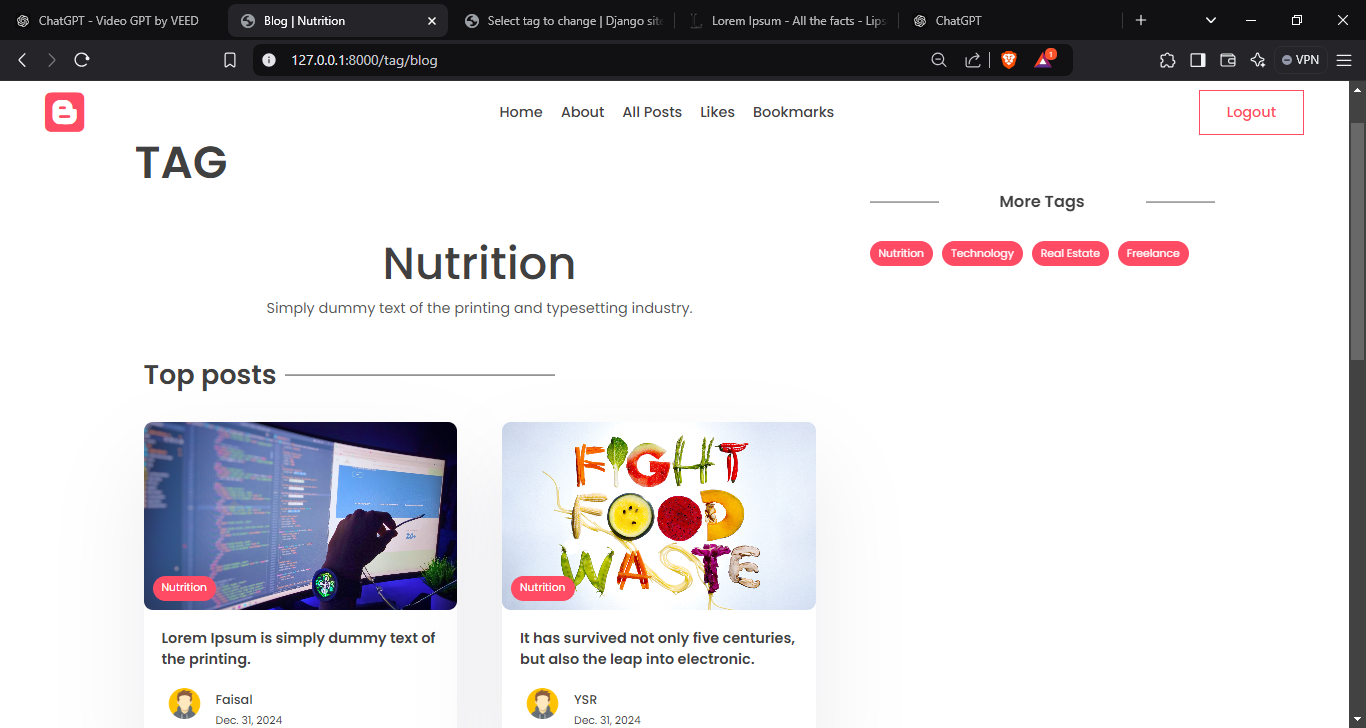 ChatGPT - Video GPT by VEED
Blog | Nutrition
Select tag to change | Django site
Lorem Ipsum - All the facts - Lips
ChatGPT
127.0.0.1:8000/tag/blog
1
VPN
Home About All Posts Likes Bookmarks
Logout
TAG
More Tags
Nutrition Technology Real Estate Freelance
Nutrition
Simply dummy text of the printing and typesetting industry.
Top posts
20+
Nutrition
Lorem Ipsum is simply dummy text of
the printing.
Faisal
Dec. 31, 2024
FIGHT
FOOD
WASTE
Nutrition
It has survived not only five centuries,
but also the leap into electronic.
YSR
Dec. 31, 2024